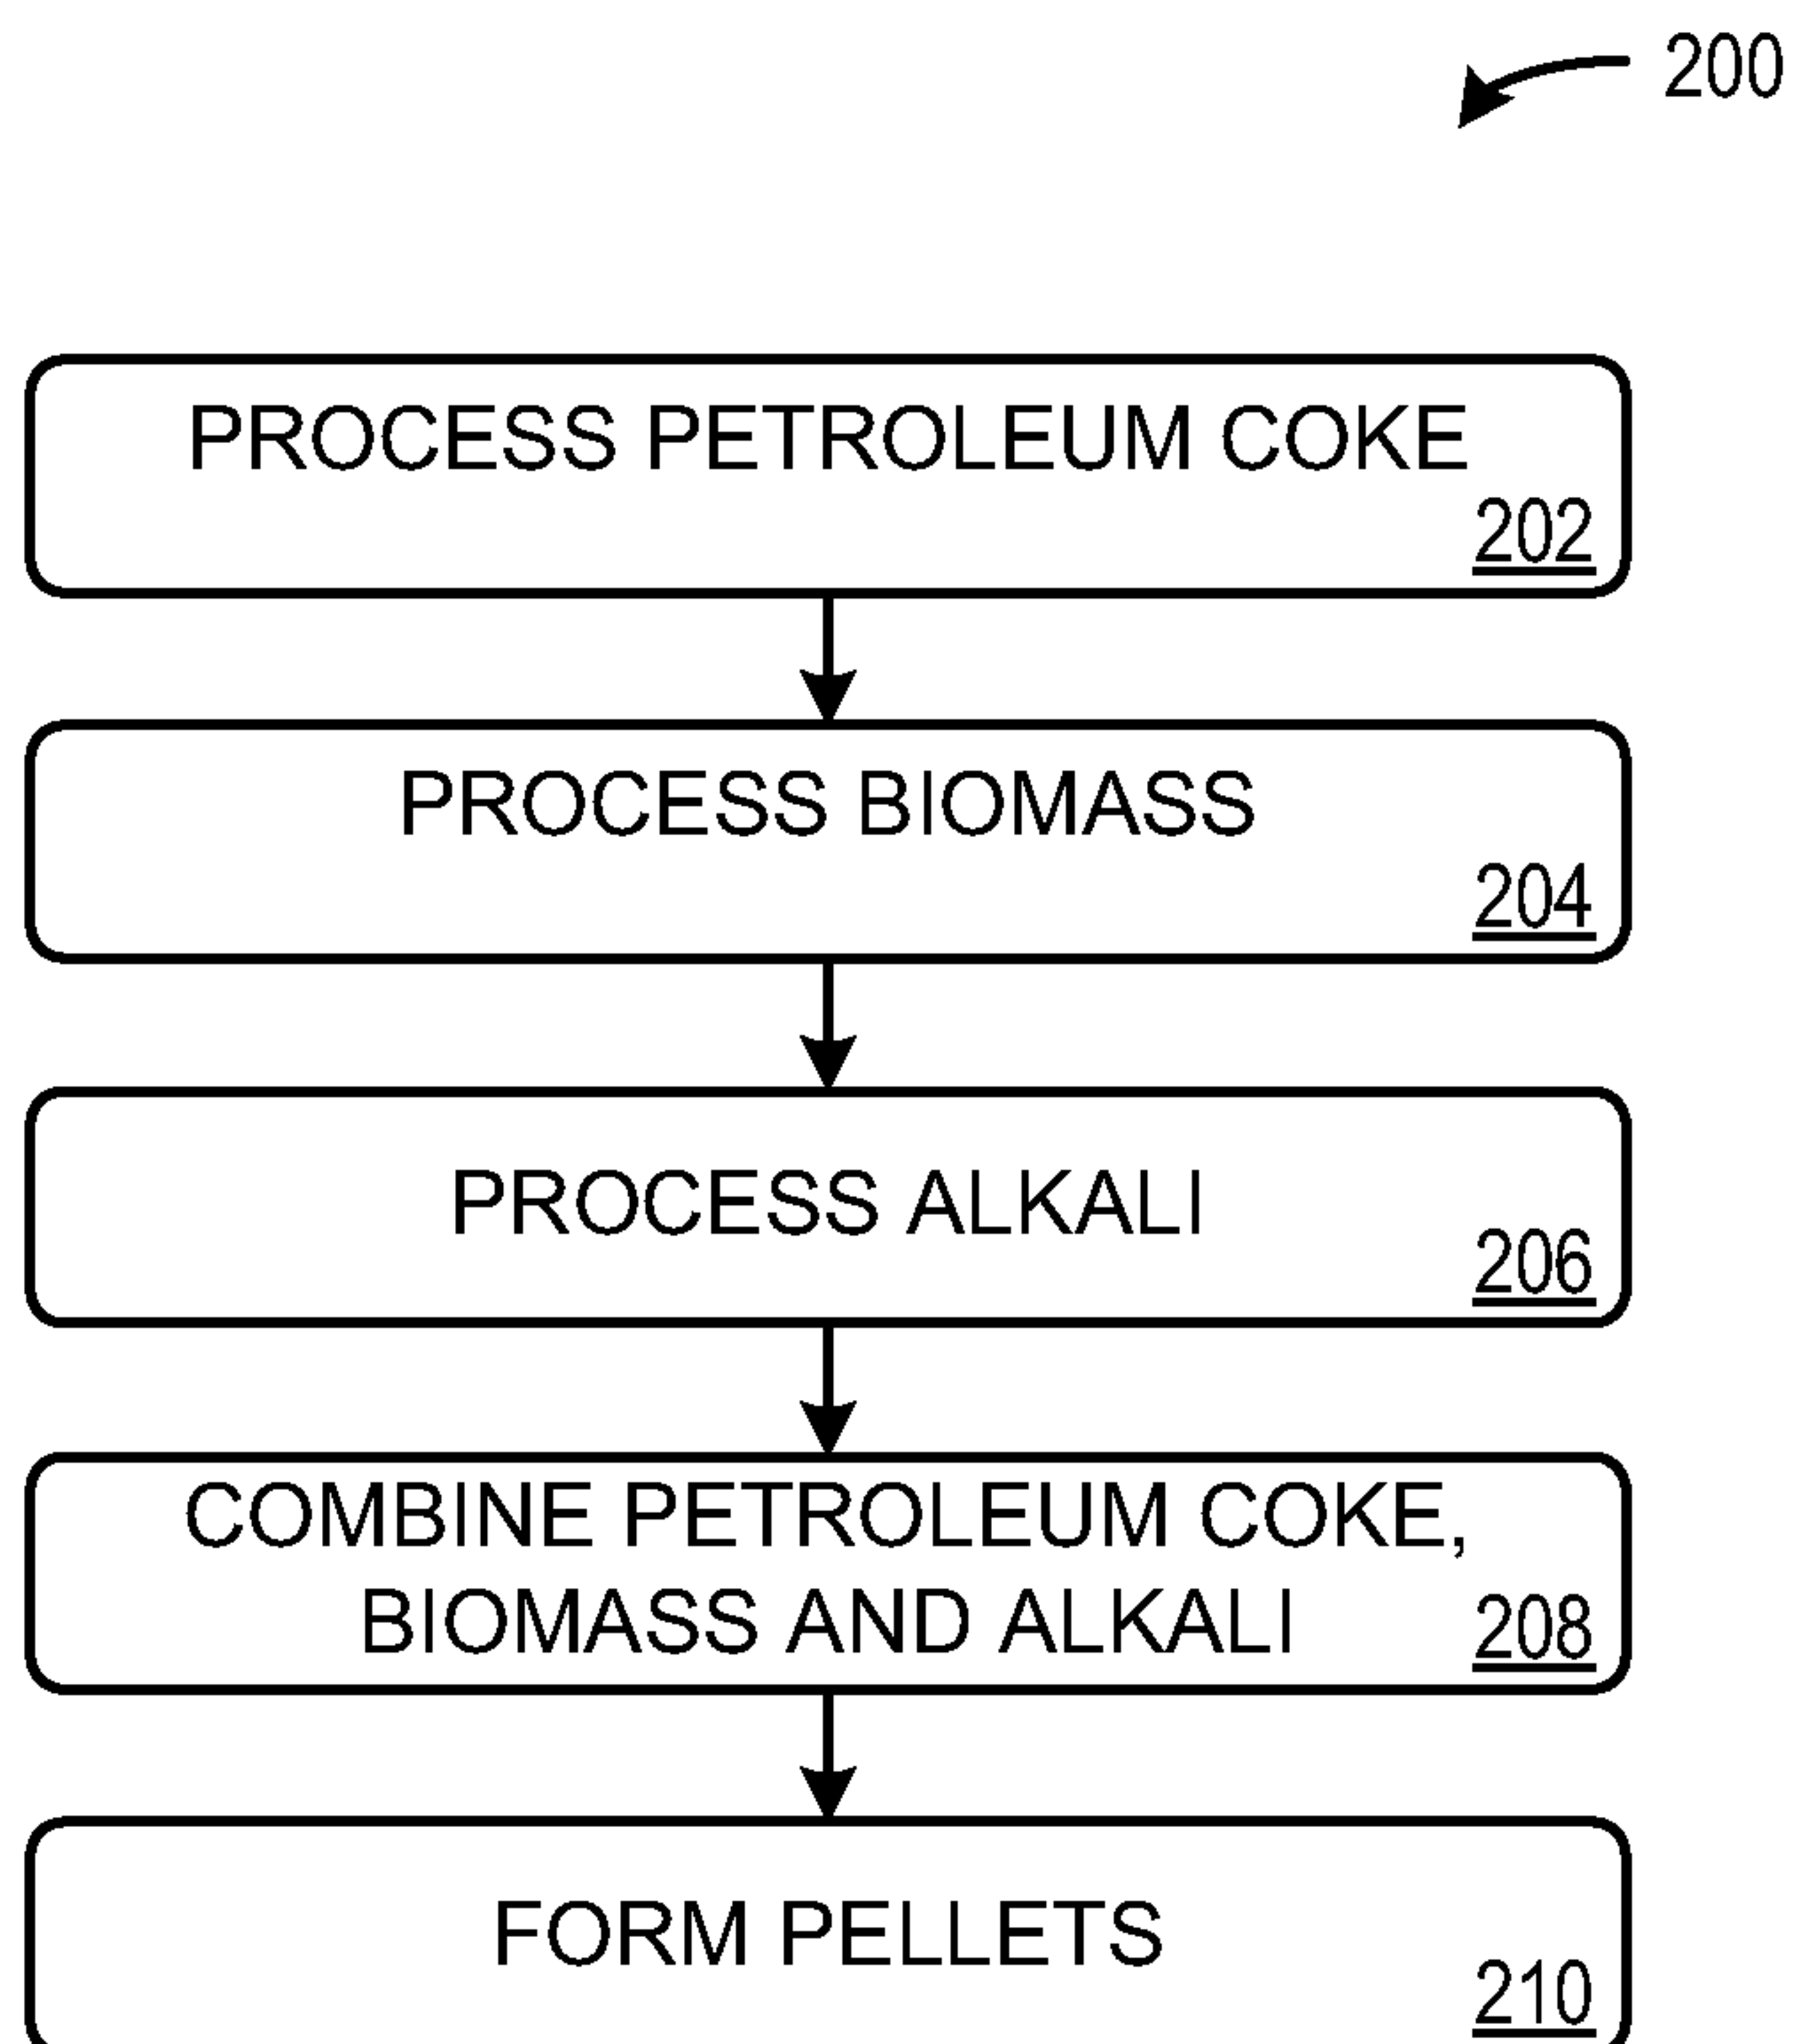 200
PROCESS PETROLEUM COKE
202
PROCESS BIOMASS
204
PROCESS ALKALI
206
COMBINE PETROLEUM COKE,
BIOMASS AND ALKALI
208
FORM PELLETS
210